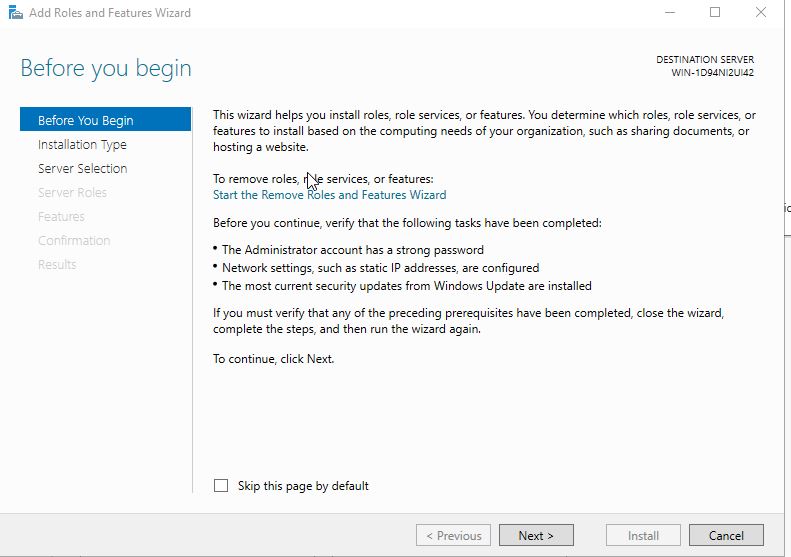 Add Roles and Features Wizard
Before you begin
DESTINATION SERVER
WIN-1D94NI2UI42
Before You Begin
Installation Type
Server Selection
Server Roles
Features
Confirmation
Results
This wizard helps you install roles, role services, or features. You determine which roles, role services, or
features to install based on the computing needs of your organization, such as sharing documents, or
hosting a website.
To remove roles, role services, or features:
Start the Remove Roles and Features Wizard
Before you continue, verify that the following tasks have been completed:
• The Administrator account has a strong password
• Network settings, such as static IP addresses, are configured
• The most current security updates from Windows Update are installed
If you must verify that any of the preceding prerequisites have been completed, close the wizard,
complete the steps, and then run the wizard again.
To continue, click Next.
Skip this page by default
< Previous
Next >
Install
Cancel